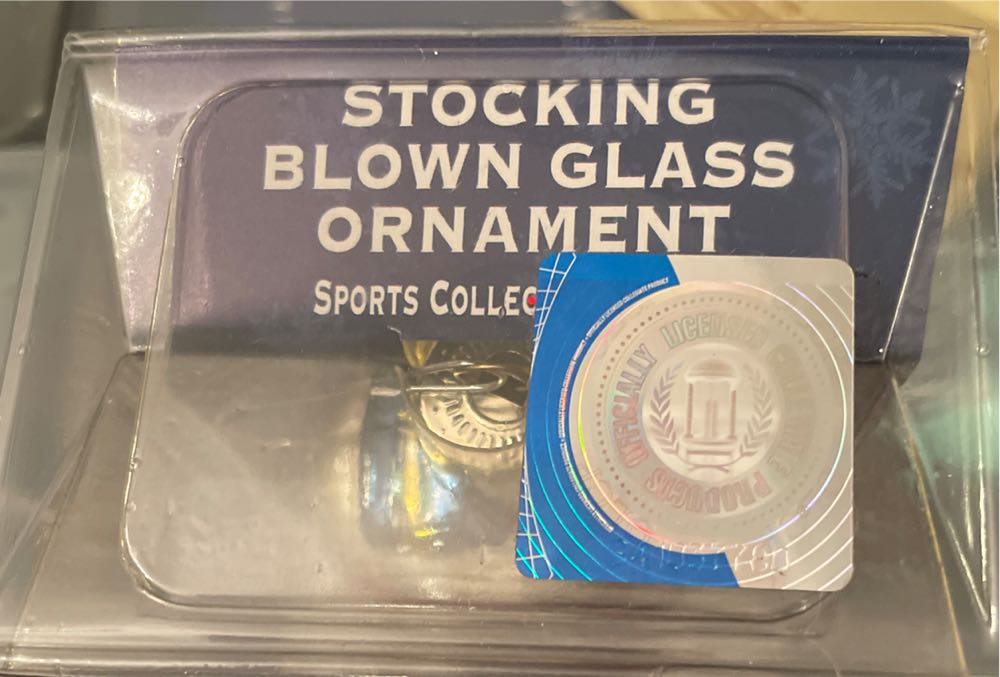 STOCKING
BLOWN GLASS
ORNAMENT
SPORTS COLLEC
OFFICIALLY LICENSED COLLEGIATE PRODUCTS